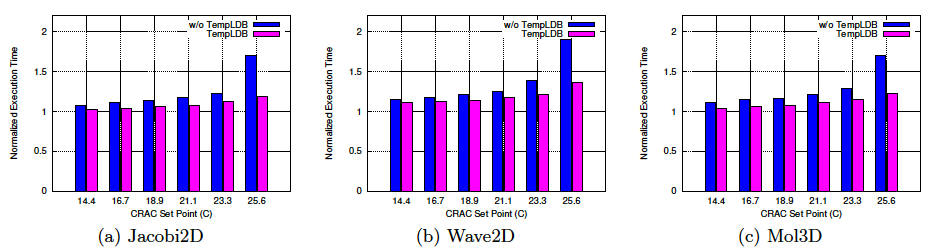 w/o TempLDB
TempLDB
Normalized Execution Time
2
1.5
1
0.5
0
14.4 16.7 18.9 21.1 23.3 25.6
CRAC Set Point (C)
(a) Jacobi2D
w/o TempLDB
TempLDB
Normalized Execution Time
2
1.5
1
0.5
0
14.4 16.7 18.9 21.1 23.3 25.6
CRAC Set Point (C)
(b) Wave2D
w/o TempLDB
TempLDB
Normalized Execution Time
2
1.5
1
0.5
0
14.4 16.7 18.9 21.1 23.3 25.6
CRAC Set Point (C)
(c) Mol3D